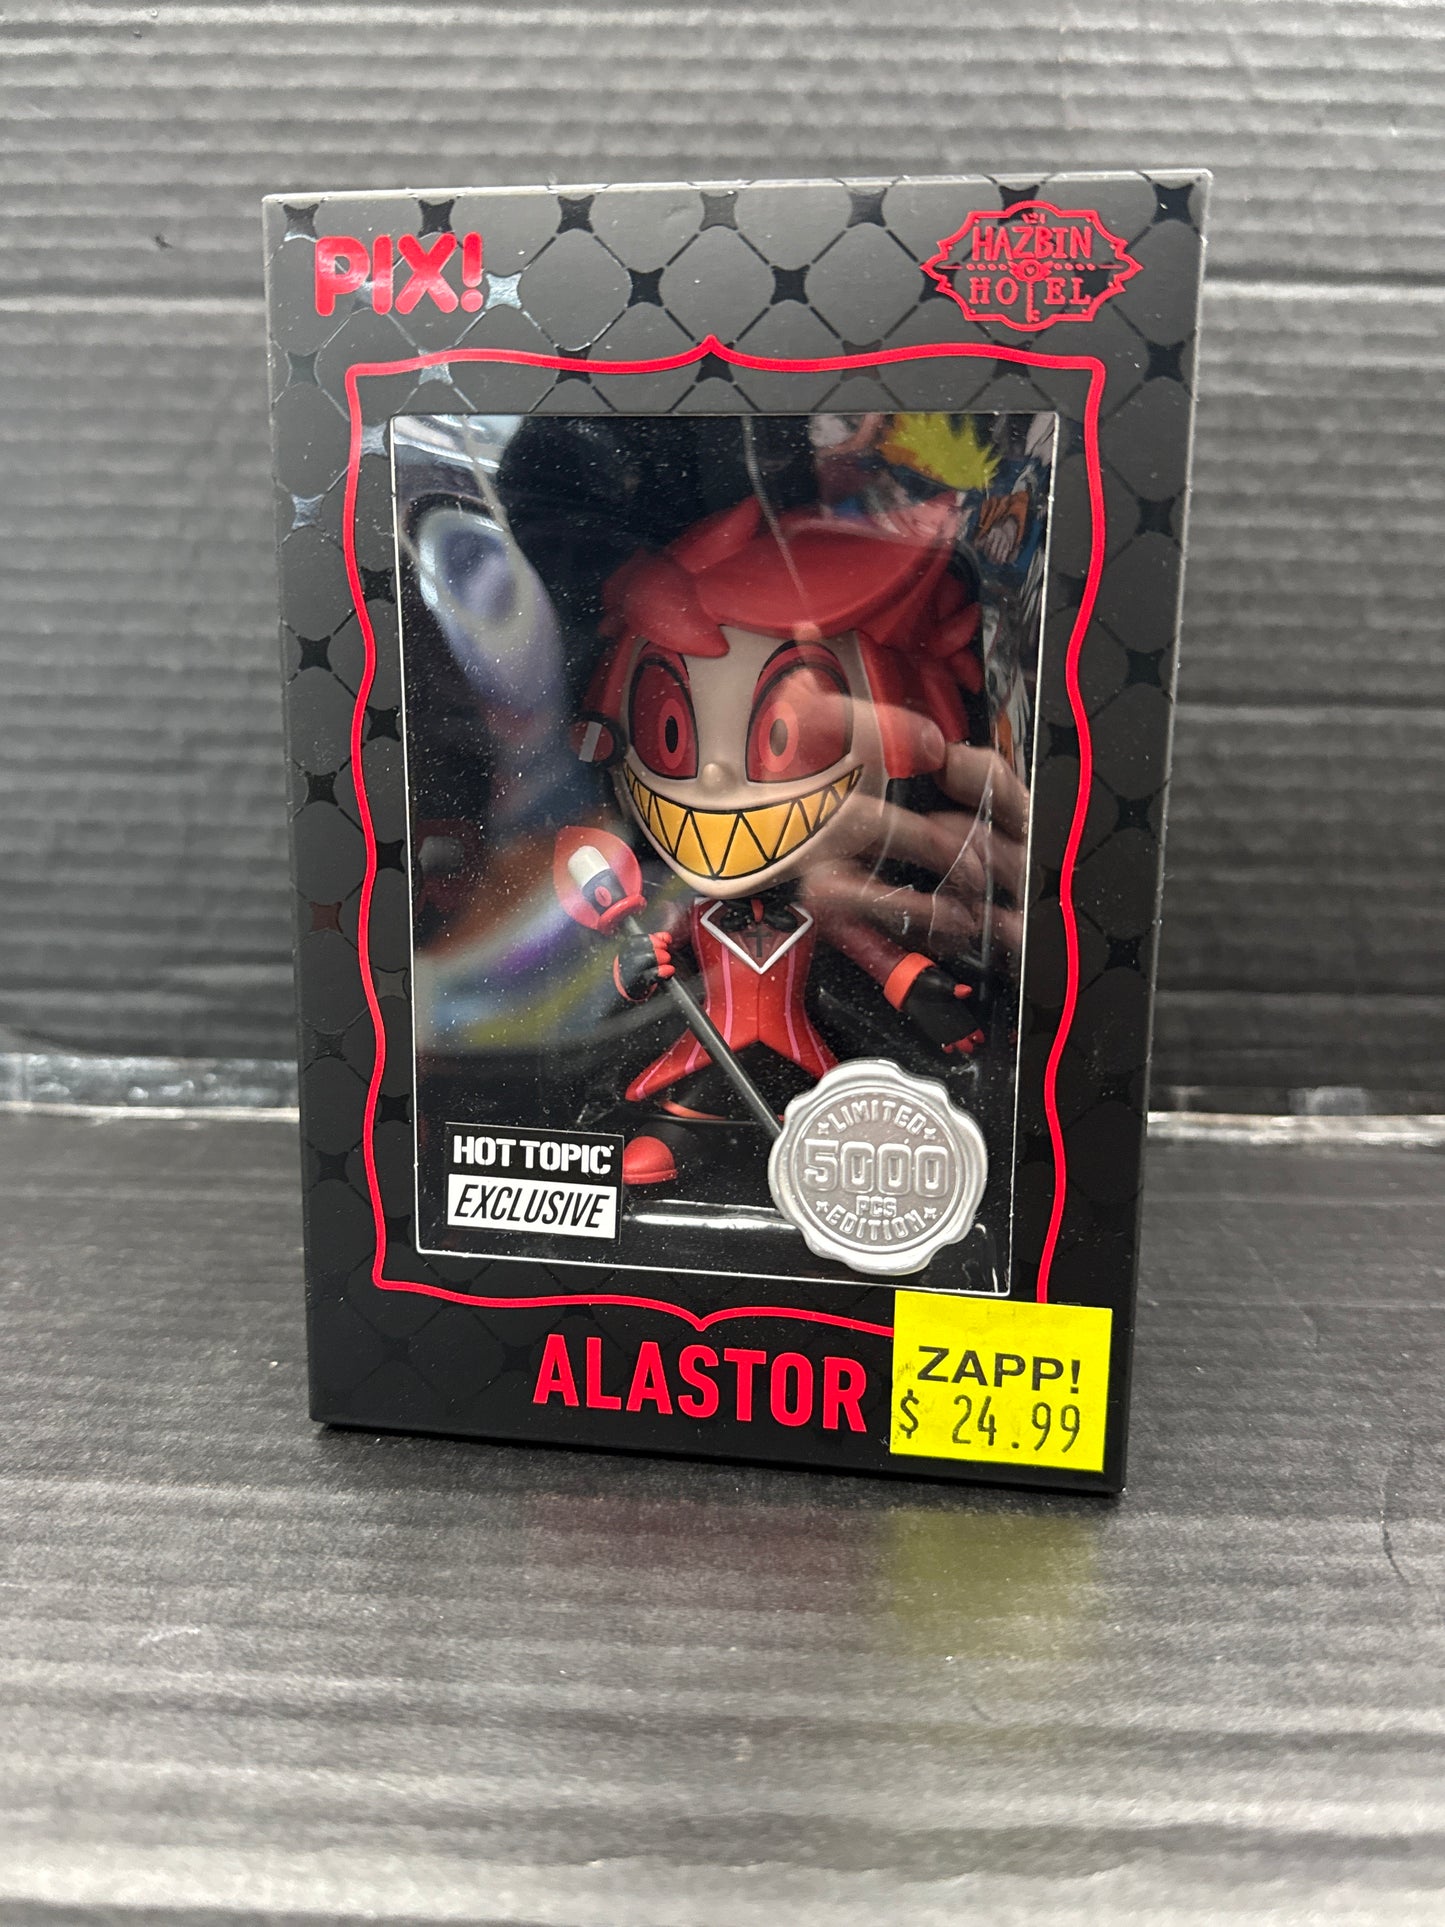 PIX!
HAZBIN
HOTEL
HOT TOPIC
EXCLUSIVE
LIMITED
5000
PCS
EDITION
ALASTOR
ZAPP!
$ 24.99